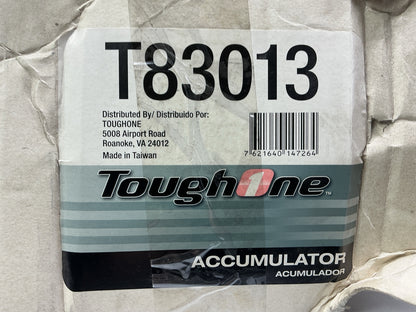 T83013
Distributed By/ Distribuido Por:
TOUGHONE
5008 Airport Road
Roanoke, VA 24012
Made in Taiwan
7 621640 147264
Tough1One™
ACCUMULATOR
ACUMULADOR